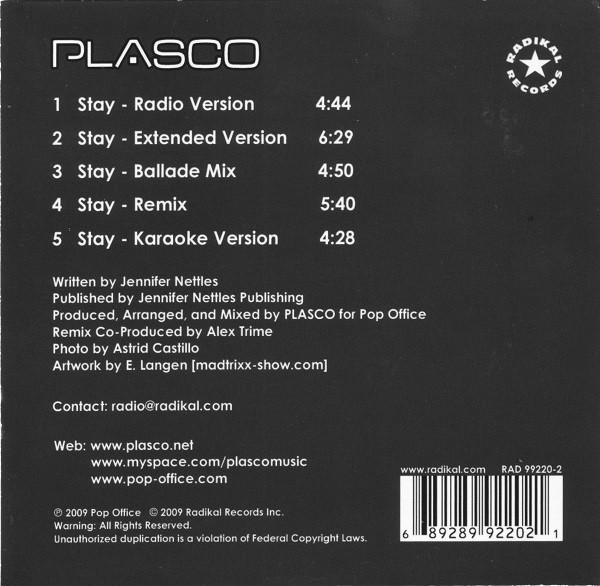 PLASCO
RADIKAL RECORDS
1 Stay - Radio Version 4:44
2 Stay - Extended Version 6:29
3 Stay - Ballade Mix 4:50
4 Stay - Remix 5:40
5 Stay - Karaoke Version 4:28
Written by Jennifer Nettles
Published by Jennifer Nettles Publishing
Produced, Arranged, and Mixed by PLASCO for Pop Office
Remix Co-Produced by Alex Trime
Photo by Astrid Castillo
Artwork by E. Langen [madtrixx-show.com]
Contact: radio@radikal.com
Web: www.plasco.net
www.myspace.com/plascomusic
www.pop-office.com
www.radikal.com RAD 99220-2
6 89289 92202 1
℗ 2009 Pop Office © 2009 Radikal Records Inc.
Warning: All Rights Reserved.
Unauthorized duplication is a violation of Federal Copyright Laws.